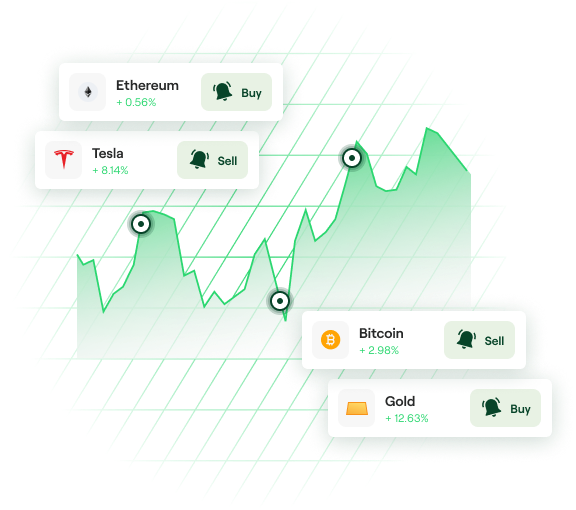 Ethereum
+ 0.56%
Buy
Tesla
+ 8.14%
Sell
Bitcoin
+ 2.98%
Sell
Gold
+ 12.63%
Buy